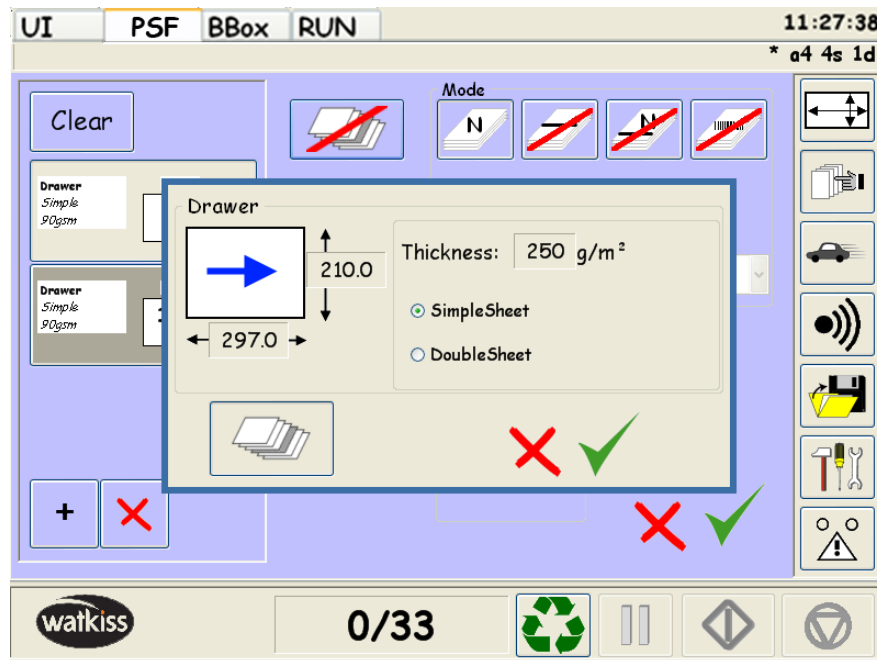 UI PSF BBox RUN 11:27:38
* a4 4s 1d
Clear
Mode
N
N
Drawer
Simple
90gsm
Drawer
Simple
90gsm
Drawer
210.0
297.0
Thickness: 250 g/m²
SimpleSheet
DoubleSheet
+
watkiss
0/33